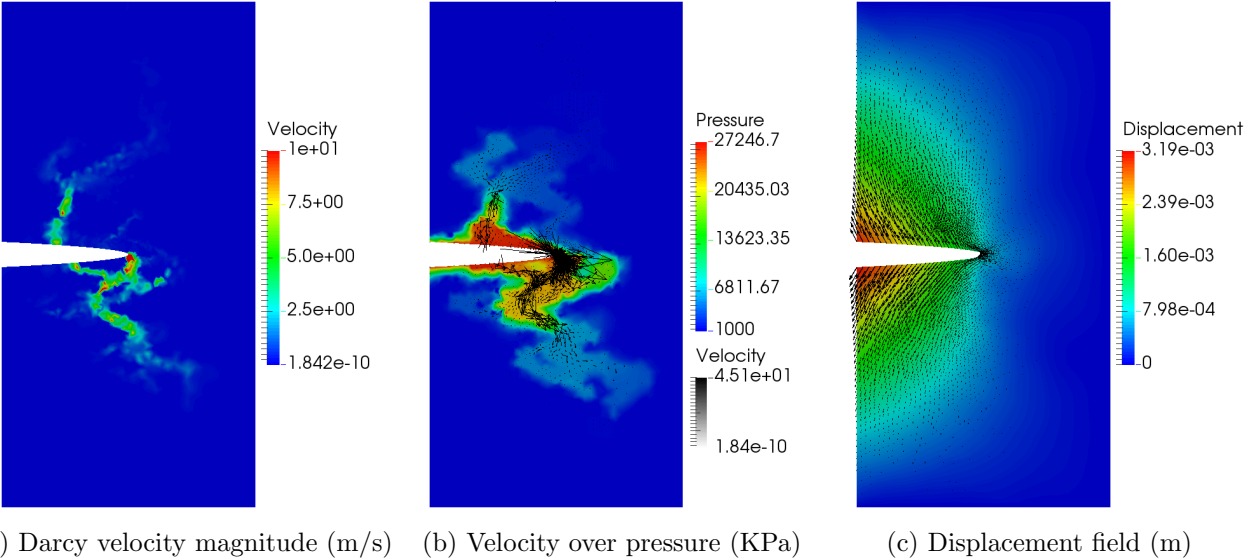 Velocity
1e+01
7.5e+00
5.0e+00
2.5e+00
1.842e-10
Pressure
27246.7
20435.03
13623.35
6811.67
1000
Velocity
4.51e+01
1.84e-10
Displacement
3.19e-03
2.39e-03
1.60e-03
7.98e-04
0
) Darcy velocity magnitude (m/s)
(b) Velocity over pressure (KPa)
(c) Displacement field (m)